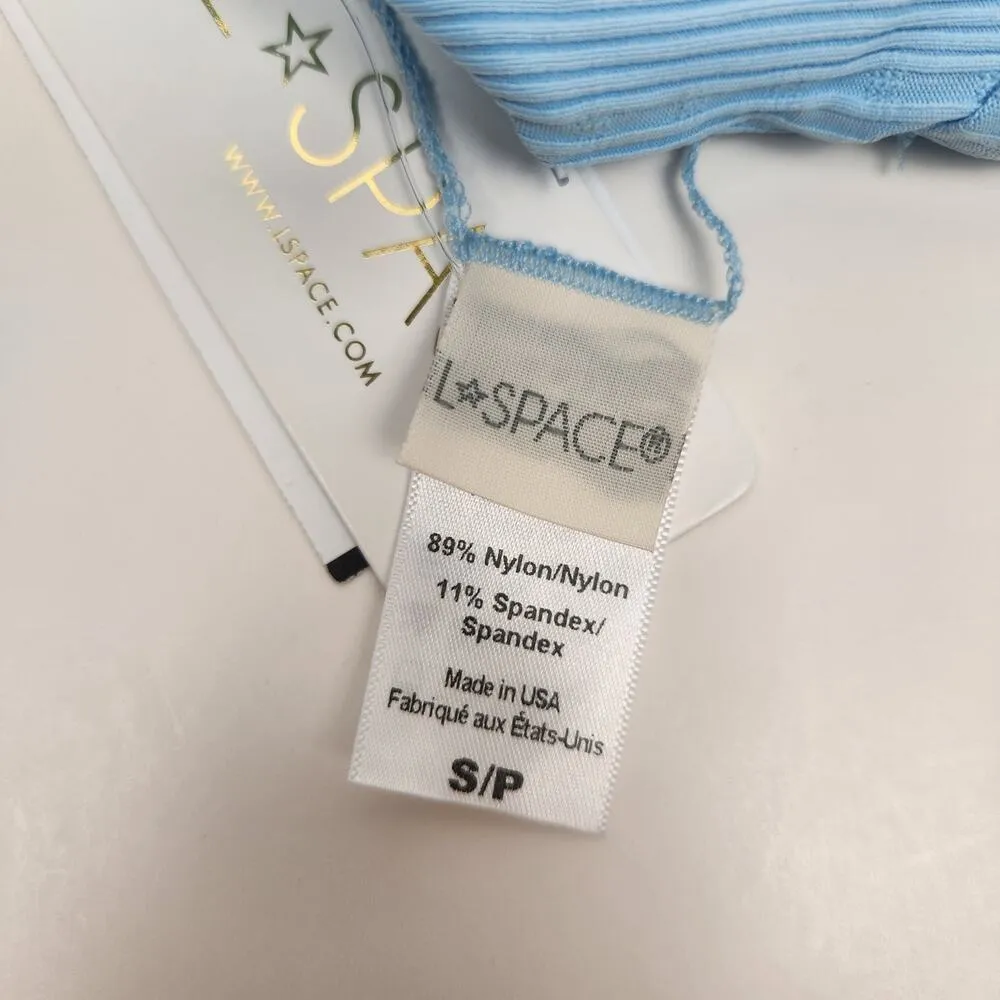 L☆SPA
WWW.LSPACE.COM
L☆SPACE®
89% Nylon/Nylon
11% Spandex/
Spandex
Made in USA
Fabriqué aux États-Unis
S/P